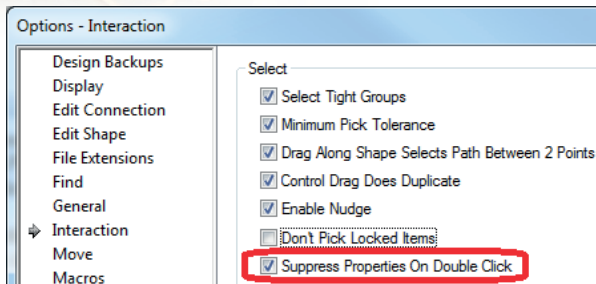 Options - Interaction
Design Backups
Display
Edit Connection
Edit Shape
File Extensions
Find
General
Interaction
Move
Macros
Select
Select Tight Groups
Minimum Pick Tolerance
Drag Along Shape Selects Path Between 2 Points
Control Drag Does Duplicate
Enable Nudge
Don't Pick Locked Items
Suppress Properties On Double Click